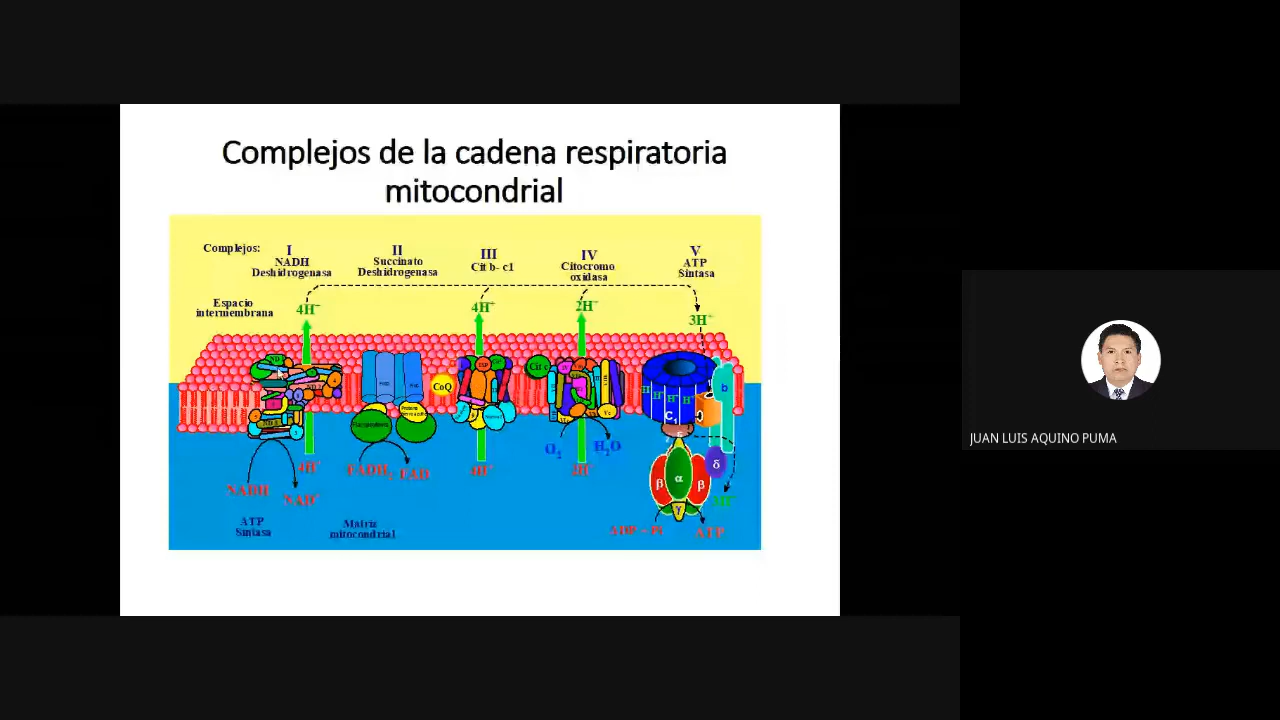 Complejos de la cadena respiratoria
mitocondrial
Complejos:
I
NADH
Deshidrogenasa
II
Succinato
Deshidrogenasa
III
Cit b- c1
IV
Citocromo
oxidasa
V
ATP
Sintasa
Espacio
intermembrana
4H⁺
4H⁺
2H⁺
3H⁺
CoQ
Cit c
b
δ
α
β
β
γ
4H⁺
FADH₂
FAD
4H⁺
O₂
H₂O
2H⁺
3H⁺
NADH
NAD⁺
ATP
Sintasa
Matriz
mitocondrial
ADP
Pi
ATP
JUAN LUIS AQUINO PUMA